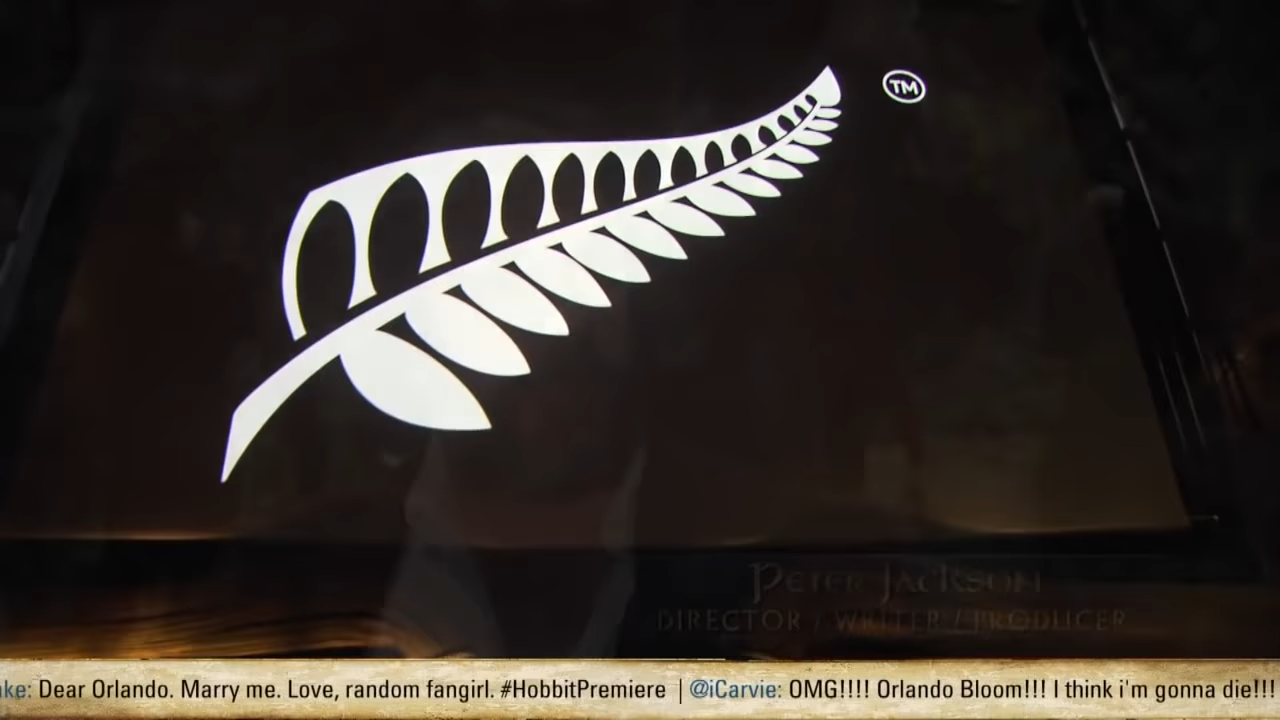 TM
Peter Jackson
DIRECTOR / WRITER / PRODUCER
ke: Dear Orlando. Marry me. Love, random fangirl. #HobbitPremiere | @iCarvie: OMG!!!! Orlando Bloom!!! I think i'm gonna die!!!